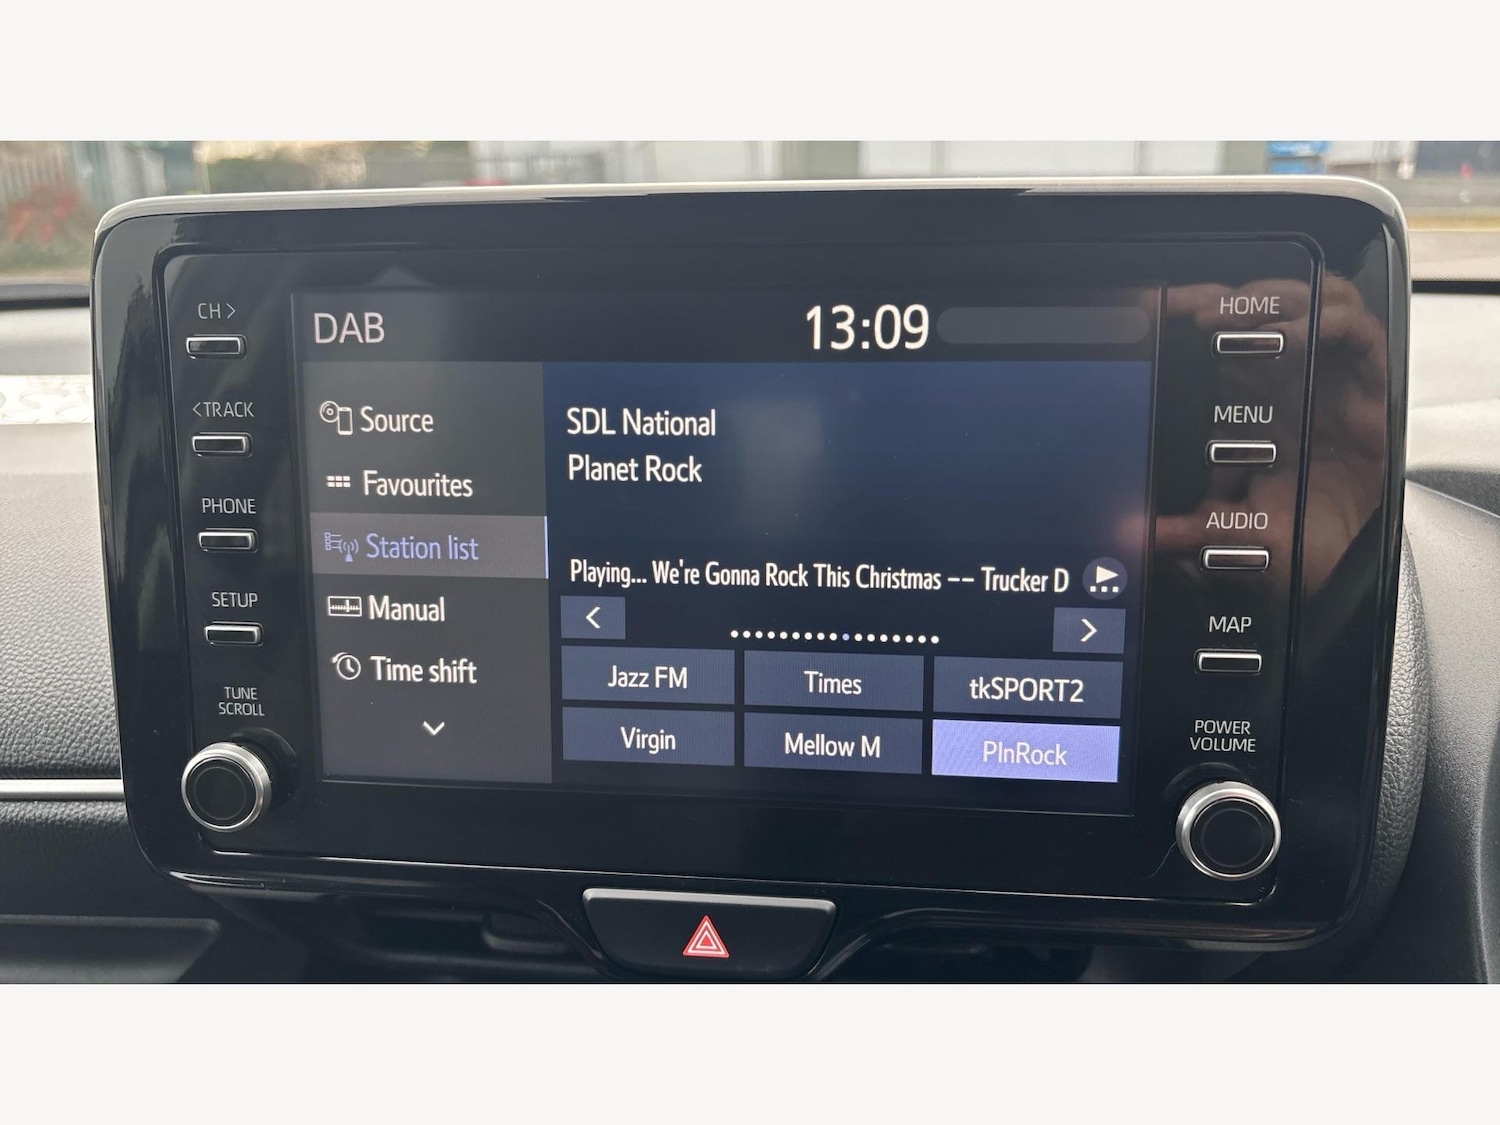 CH >
<TRACK
PHONE
SETUP
TUNE
SCROLL
DAB
13:09
Source
Favourites
Station list
Manual
Time shift
SDL National
Planet Rock
Playing... We're Gonna Rock This Christmas -- Trucker D
<
>
Jazz FM
Times
tkSPORT2
Virgin
Mellow M
PlnRock
HOME
MENU
AUDIO
MAP
POWER
VOLUME